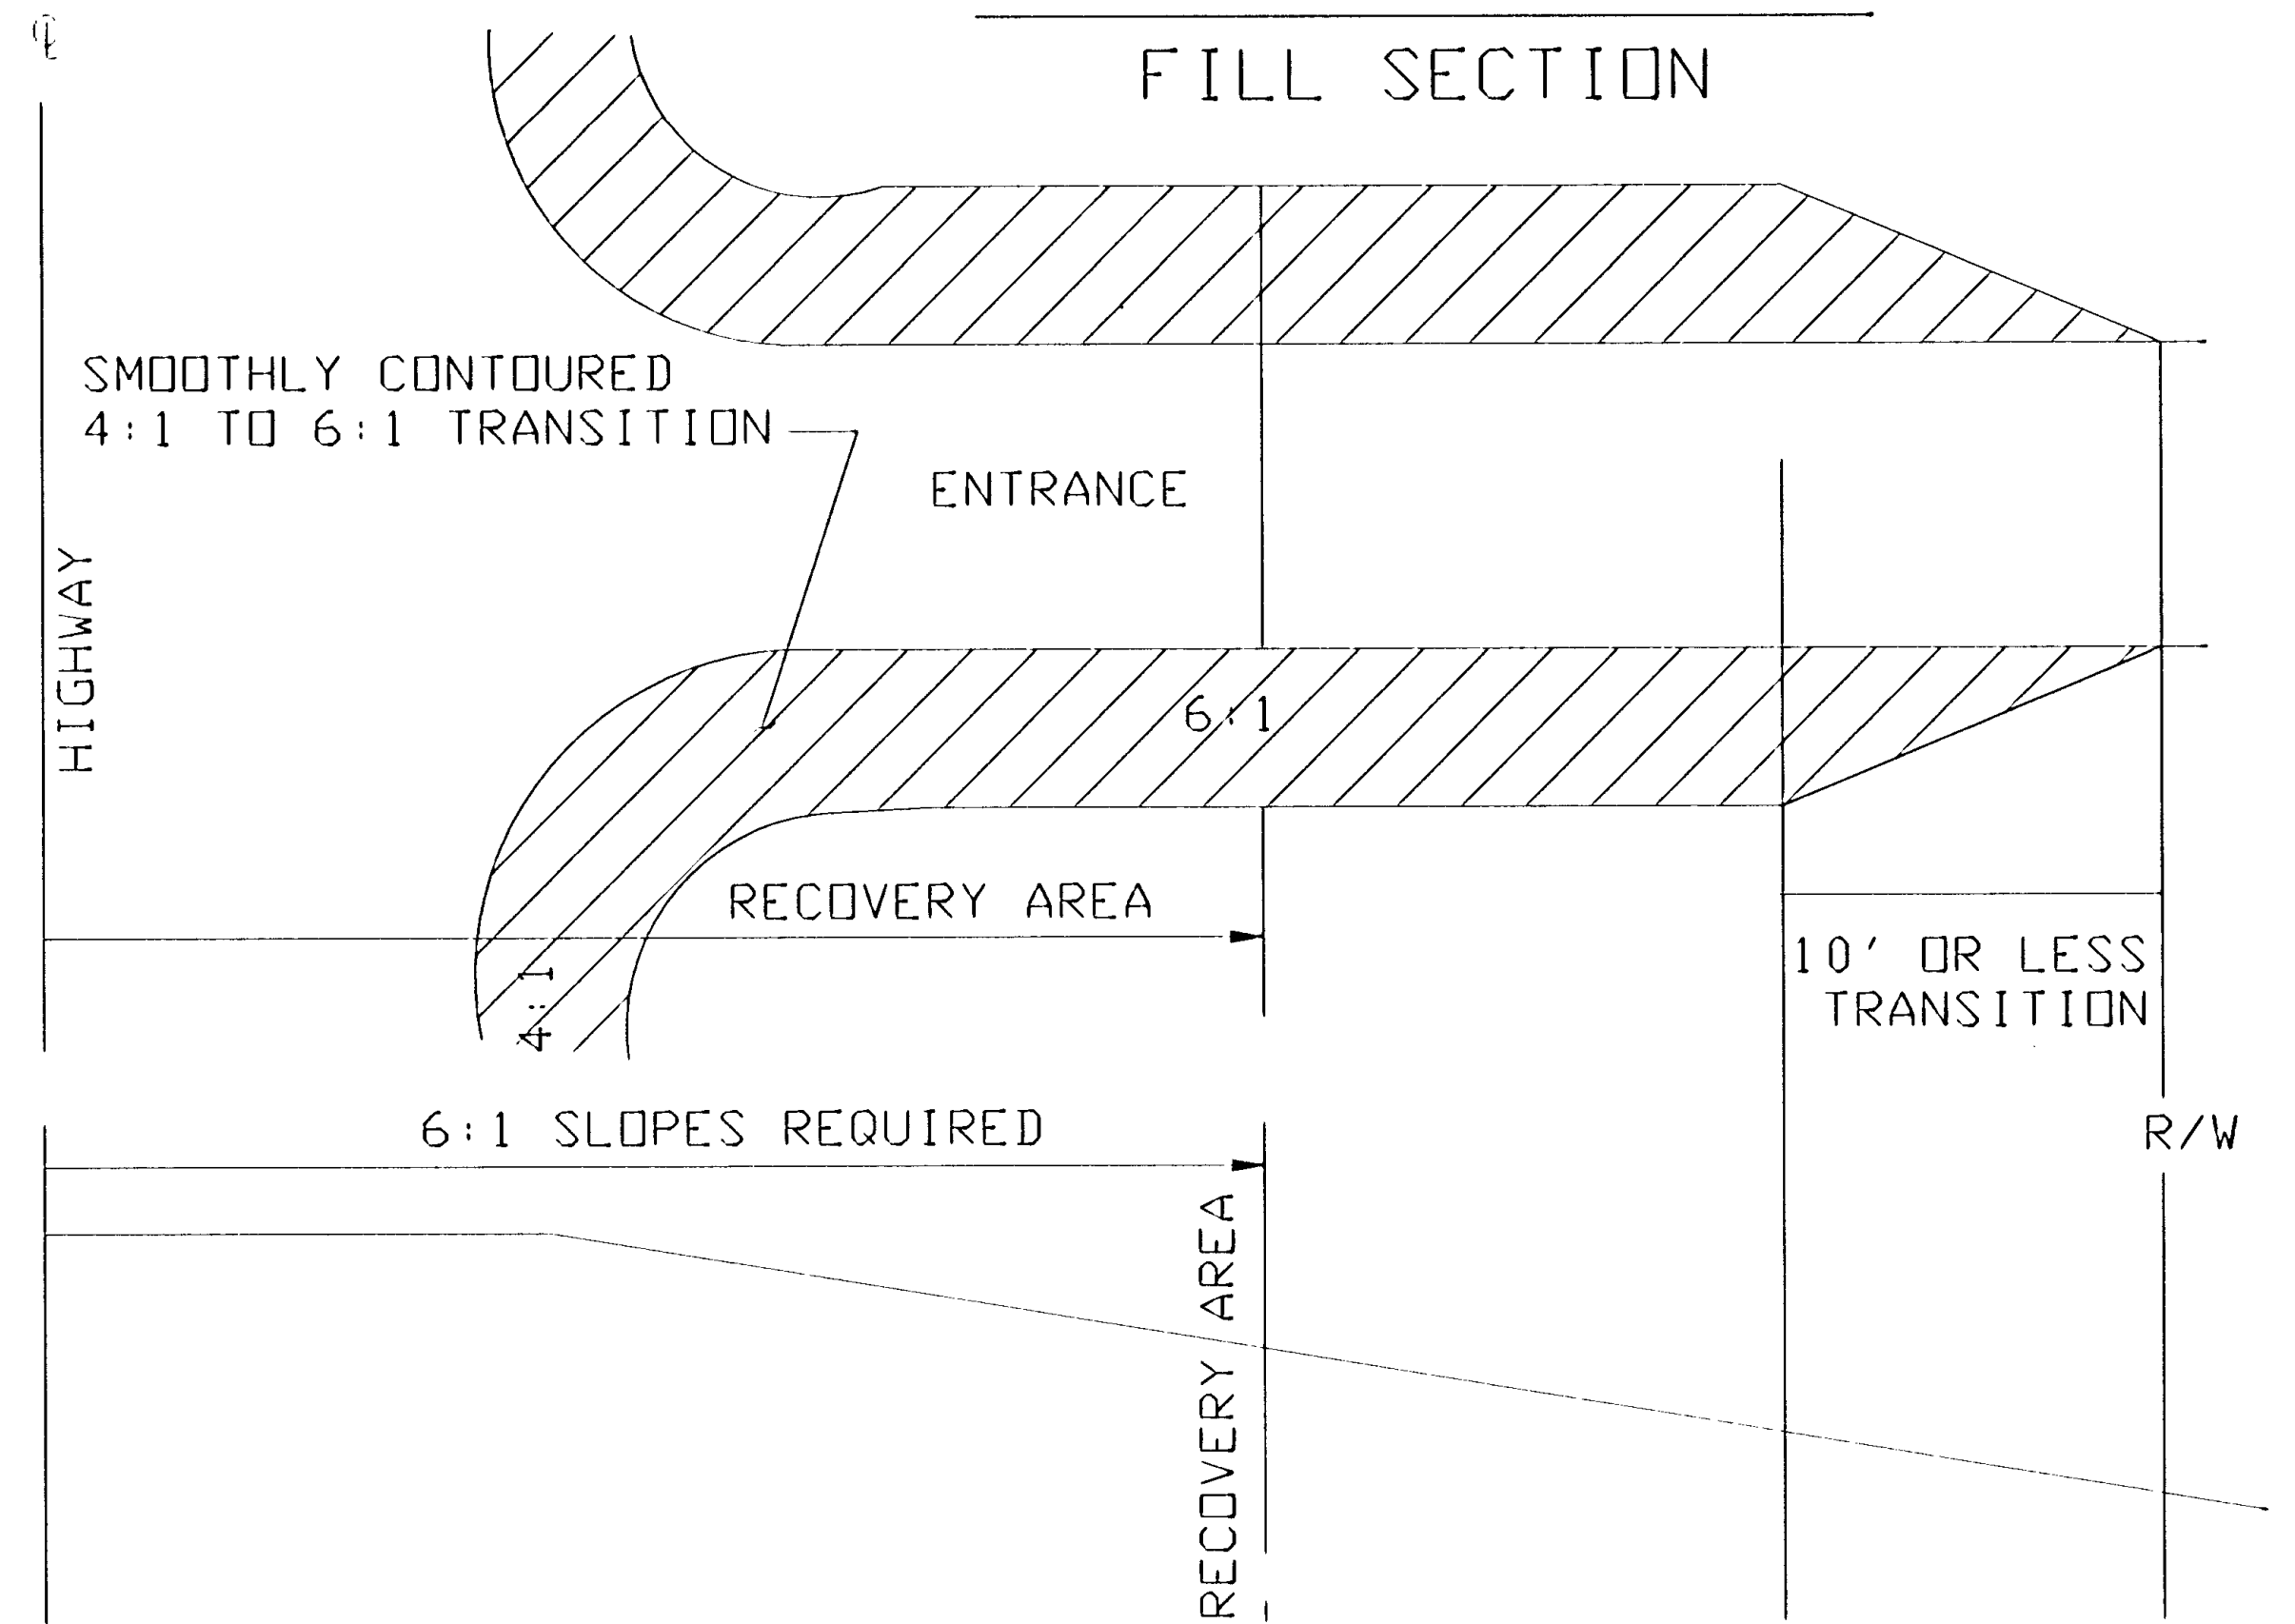 ℄
FILL SECTION
SMOOTHLY CONTOURED
4:1 TO 6:1 TRANSITION
ENTRANCE
HIGHWAY
6:1
RECOVERY AREA
4:1
10' OR LESS
TRANSITION
6:1 SLOPES REQUIRED
R/W
RECOVERY AREA